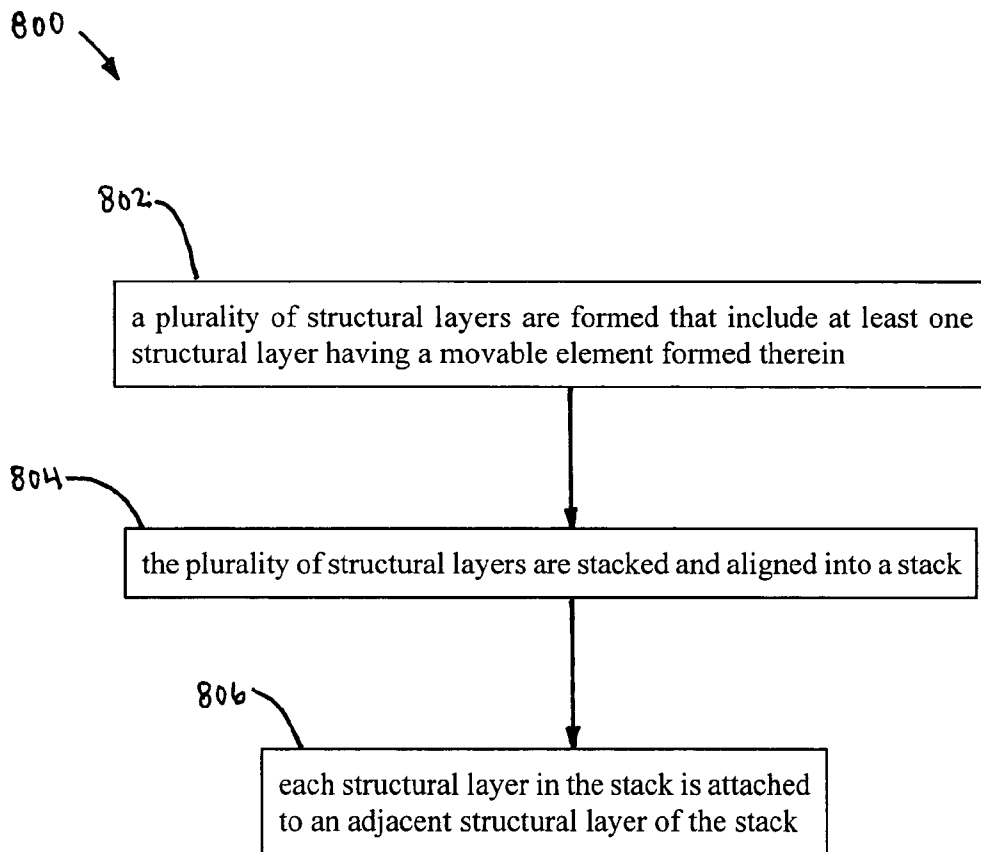 800
802
a plurality of structural layers are formed that include at least one
structural layer having a movable element formed therein
804
the plurality of structural layers are stacked and aligned into a stack
806
each structural layer in the stack is attached
to an adjacent structural layer of the stack